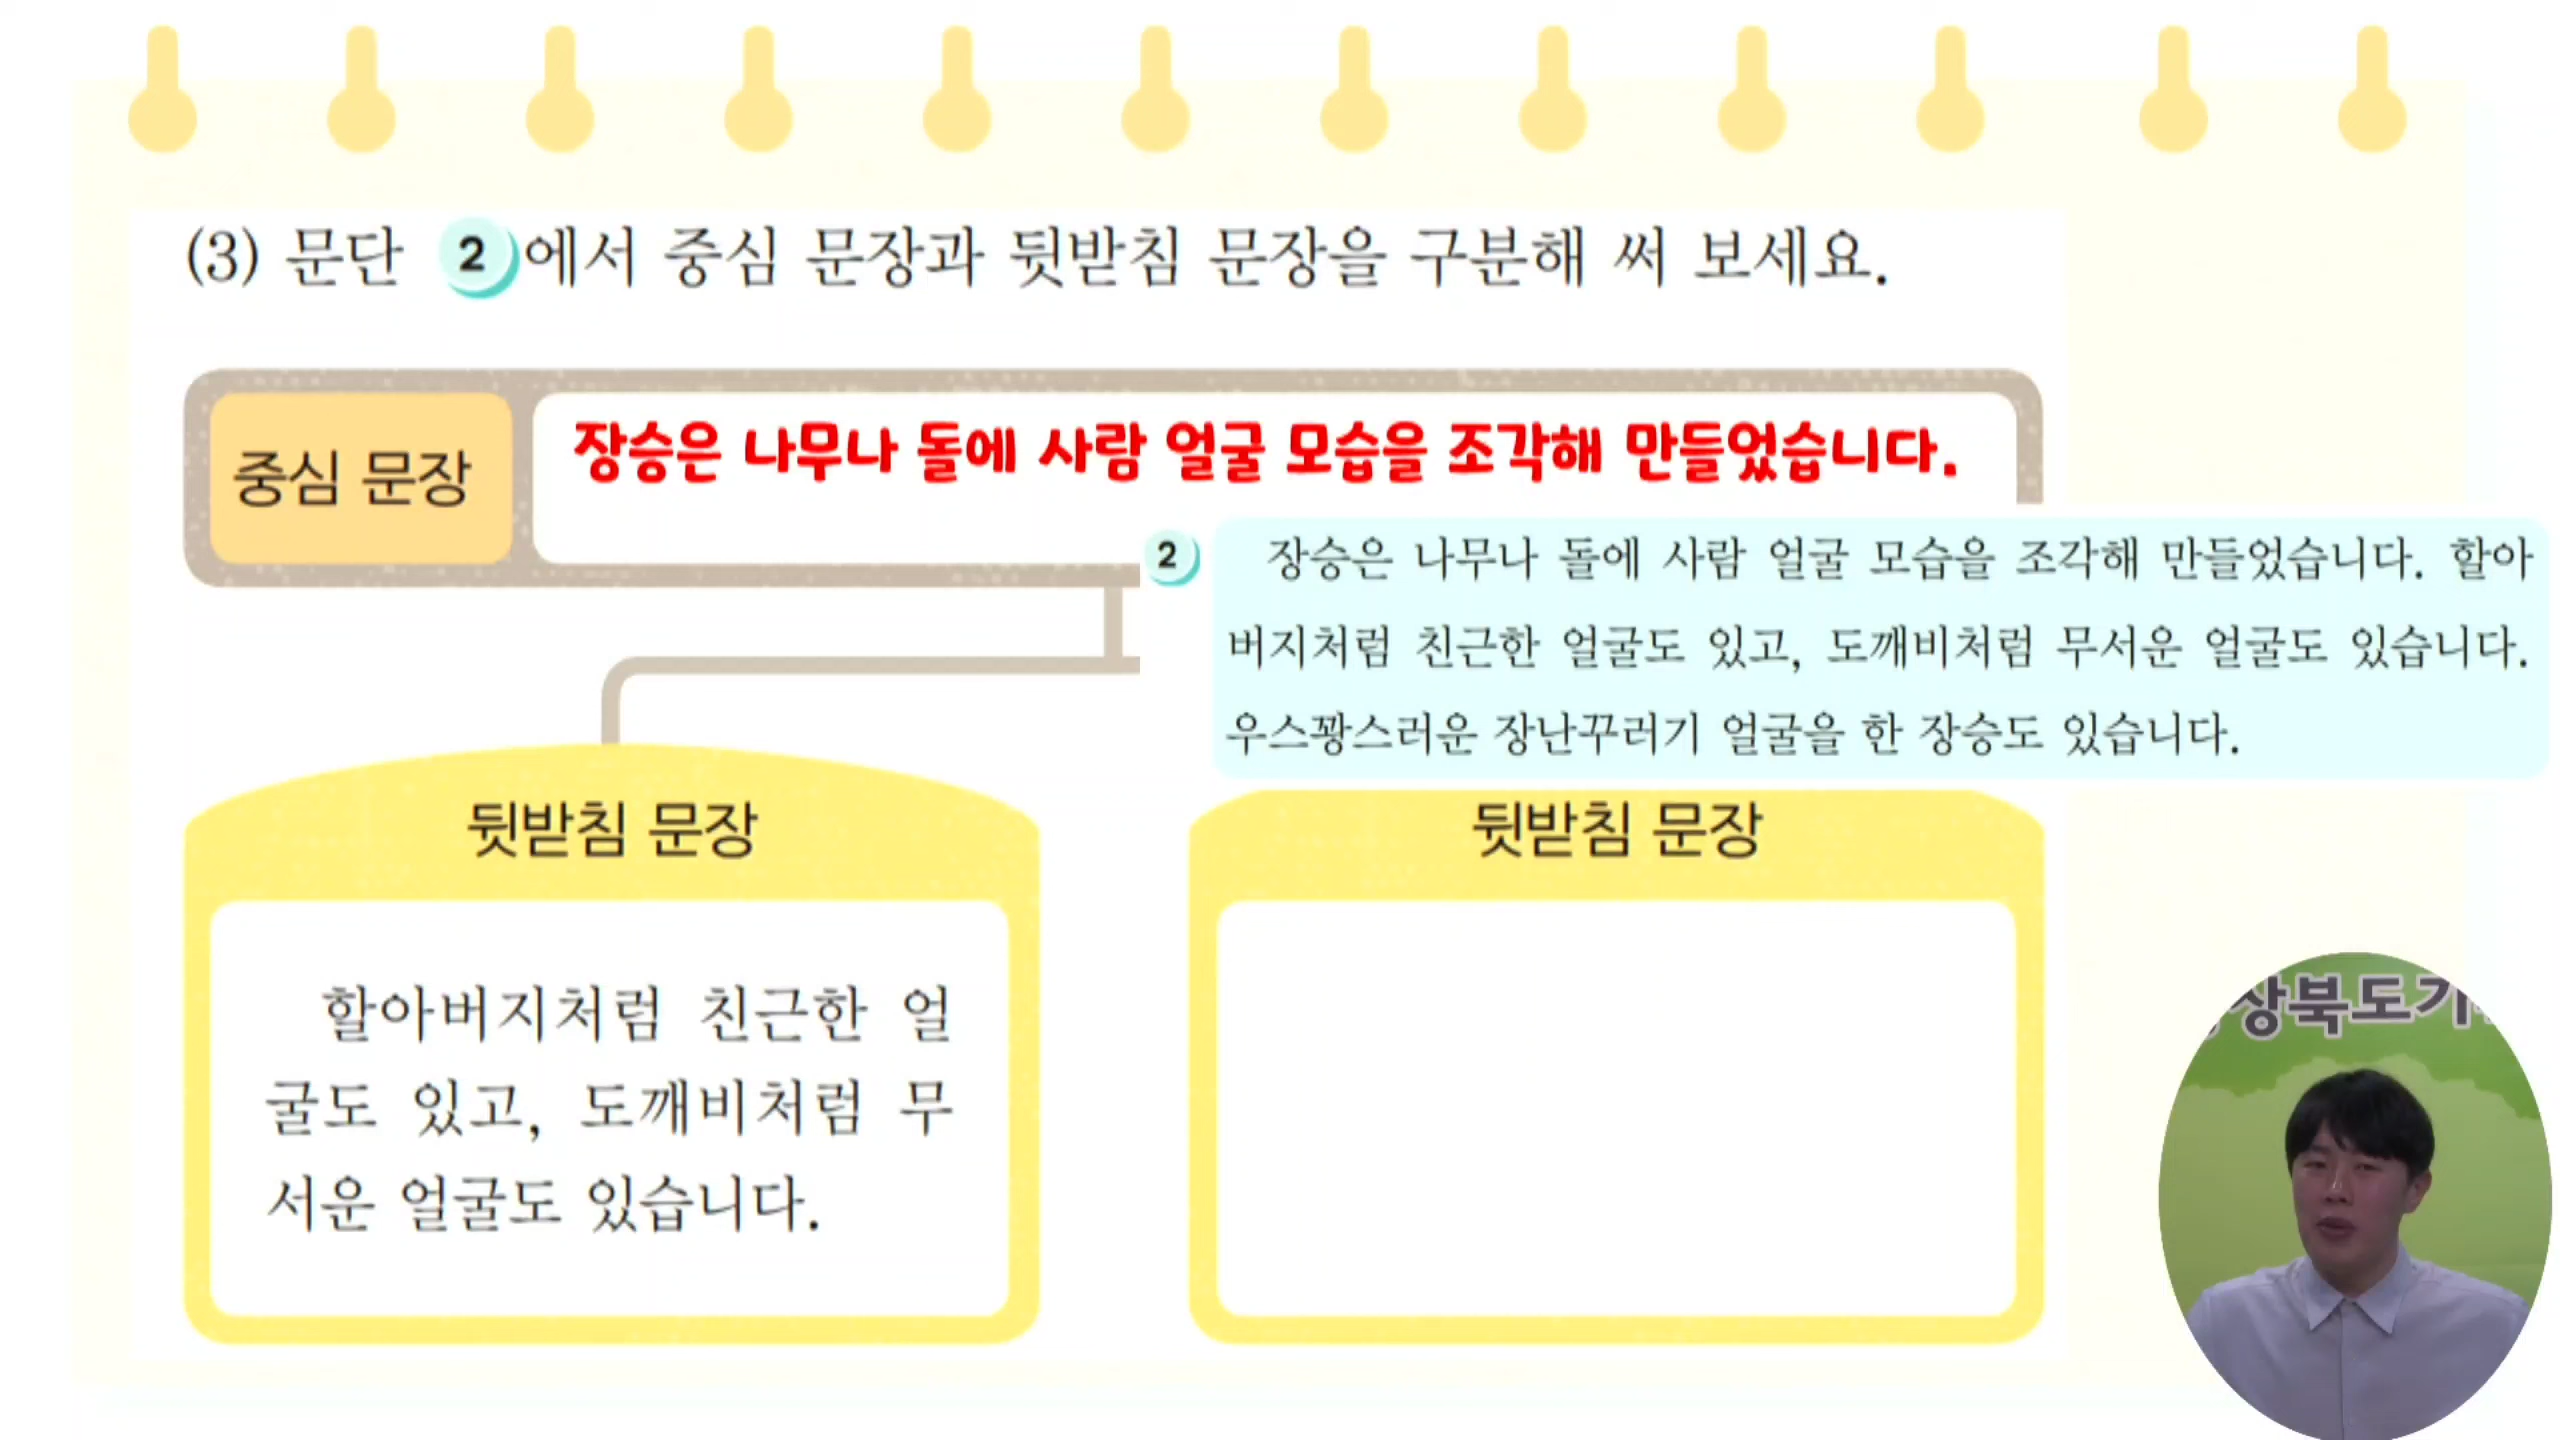 (3) 문단 2에서 중심 문장과 뒷받침 문장을 구분해 써 보세요.
중심 문장
장승은 나무나 돌에 사람 얼굴 모습을 조각해 만들었습니다.
2
장승은 나무나 돌에 사람 얼굴 모습을 조각해 만들었습니다. 할아
버지처럼 친근한 얼굴도 있고, 도깨비처럼 무서운 얼굴도 있습니다.
우스꽝스러운 장난꾸러기 얼굴을 한 장승도 있습니다.
뒷받침 문장
할아버지처럼 친근한 얼
굴도 있고, 도깨비처럼 무
서운 얼굴도 있습니다.
뒷받침 문장
상북도기